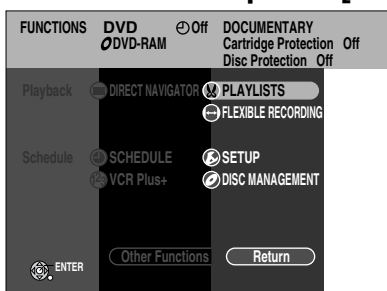 FUNCTIONS DVD Off DOCUMENTARY
DVD-RAM Cartridge Protection Off
Disc Protection Off
Playback DIRECT NAVIGATOR PLAYLISTS
FLEXIBLE RECORDING
Schedule SCHEDULE SETUP
VCR Plus+ DISC MANAGEMENT
Other Functions Return
ENTER